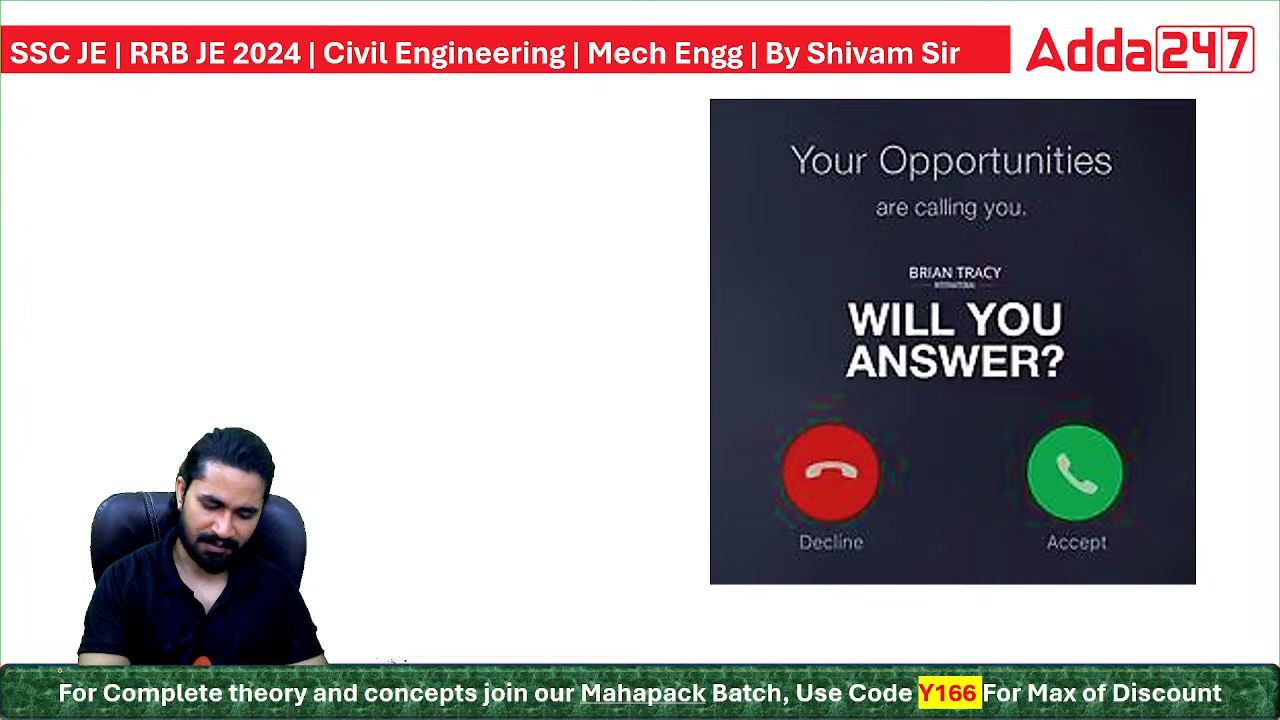 SSC JE | RRB JE 2024 | Civil Engineering | Mech Engg | By Shivam Sir
Adda247
Your Opportunities
are calling you.
BRIAN TRACY
INTERNATIONAL
WILL YOU
ANSWER?
Decline
Accept
For Complete theory and concepts join our Mahapack Batch, Use Code Y166 For Max of Discount